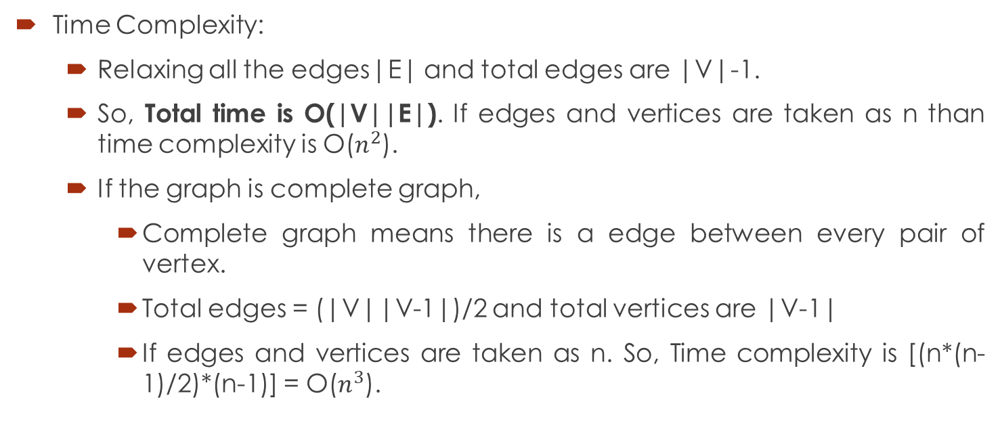 Time Complexity:
Relaxing all the edges|E| and total edges are |V|-1.
So, Total time is O(|V||E|). If edges and vertices are taken as n than
time complexity is O(n²).
If the graph is complete graph,
Complete graph means there is a edge between every pair of
vertex.
Total edges = (|V||V-1|)/2 and total vertices are |V-1|
If edges and vertices are taken as n. So, Time complexity is [(n*(n-
1)/2)*(n-1)] = O(n³).